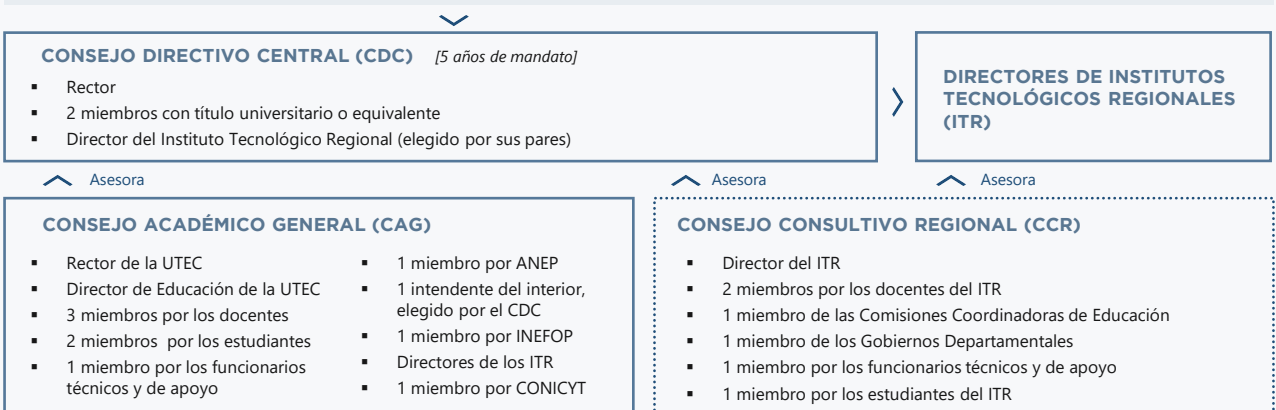 CONSEJO DIRECTIVO CENTRAL (CDC) [5 años de mandato]
▪ Rector
▪ 2 miembros con título universitario o equivalente
▪ Director del Instituto Tecnológico Regional (elegido por sus pares)
DIRECTORES DE INSTITUTOS
TECNOLÓGICOS REGIONALES
(ITR)
Asesora
Asesora
Asesora
CONSEJO ACADÉMICO GENERAL (CAG)
▪ Rector de la UTEC
▪ Director de Educación de la UTEC
▪ 3 miembros por los docentes
▪ 2 miembros por los estudiantes
▪ 1 miembro por los funcionarios
técnicos y de apoyo
▪ 1 miembro por ANEP
▪ 1 intendente del interior,
elegido por el CDC
▪ 1 miembro por INEFOP
▪ Directores de los ITR
▪ 1 miembro por CONICYT
CONSEJO CONSULTIVO REGIONAL (CCR)
▪ Director del ITR
▪ 2 miembros por los docentes del ITR
▪ 1 miembro de las Comisiones Coordinadoras de Educación
▪ 1 miembro de los Gobiernos Departamentales
▪ 1 miembro por los funcionarios técnicos y de apoyo
▪ 1 miembro por los estudiantes del ITR